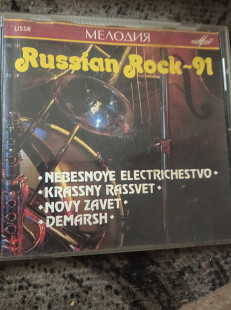 USSR
МЕЛОДИЯ
Russian Rock~91
• NEBESNOYE ELECTRICHESTVO •
• KRASSNY RASSVET •
• NOVY ZAVET •
• DEMARSH •